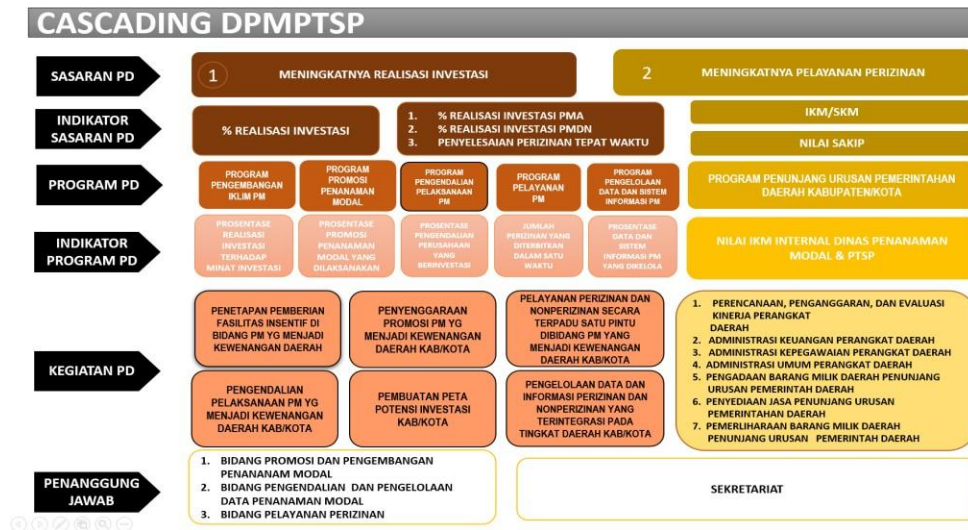 CASCADING DPMPTSP
SASARAN PD
1
MENINGKATNYA REALISASI INVESTASI
2
MENINGKATNYA PELAYANAN PERIZINAN
INDIKATOR
SASARAN PD
% REALISASI INVESTASI
1. % REALISASI INVESTASI PMA
2. % REALISASI INVESTASI PMDN
3. PENYELESAIAN PERIZINAN TEPAT WAKTU
IKM/SKM
NILAI SAKIP
PROGRAM PD
PROGRAM
PENGEMBANGAN
IKLIM PM
PROGRAM
PROMOSI
PENANAMAN
MODAL
PROGRAM
PENGENDALIAN
PELAKSANAAN
PM
PROGRAM
PELAYANAN
PM
PROGRAM
PENGELOLAAN
DATA DAN SISTEM
INFORMASI PM
PROGRAM PENUNJANG URUSAN PEMERINTAHAN
DAERAH KABUPATEN/KOTA
INDIKATOR
PROGRAM PD
PROSENTASE
REALISASI
INVESTASI
TERHADAP
MINAT INVESTASI
PROSENTASE
PROMOSI
PENANAMAN
MODAL YANG
DILAKSANAKAN
PROSENTASE
PENGENDALIAN
PERUSAHAAN
YANG
BERINVESTASI
JUMLAH
PERIZINAN YANG
DITERBITKAN
DALAM SATU
WAKTU
PROSENTASE
DATA DAN
SISTEM
INFORMASI PM
YANG DIKELOLA
NILAI IKM INTERNAL DINAS PENANAMAN
MODAL & PTSP
KEGIATAN PD
PENETAPAN PEMBERIAN
FASILITAS INSENTIF DI
BIDANG PM YG MENJADI
KEWENANGAN DAERAH
PENYENGGARAAN
PROMOSI PM YG
MENJADI KEWENANGAN
DAERAH KAB/KOTA
PELAYANAN PERIZINAN DAN
NONPERIZINAN SECARA
TERPADU SATU PINTU
DIBIDANG PM YANG
MENJADI KEWENANGAN
DAERAH KAB/KOTA
PENGENDALIAN
PELAKSANAAN PM YG
MENJADI KEWENANGAN
DAERAH KAB/KOTA
PEMBUATAN PETA
POTENSI INVESTASI
KAB/KOTA
PENGELOLAAN DATA DAN
INFORMASI PERIZINAN DAN
NONPERIZINAN YANG
TERINTEGRASI PADA
TINGKAT DAERAH KAB/KOTA
1. PERENCANAAN, PENGANGGARAN, DAN EVALUASI
KINERJA PERANGKAT
DAERAH
2. ADMINISTRASI KEUANGAN PERANGKAT DAERAH
3. ADMINISTRASI KEPEGAWAIAN PERANGKAT DAERAH
4. ADMINISTRASI UMUM PERANGKAT DAERAH
5. PENGADAAN BARANG MILIK DAERAH PENUNJANG
URUSAN PEMERINTAH DAERAH
6. PENYEDIAAN JASA PENUNJANG URUSAN
PEMERINTAHAN DAERAH
7. PEMERLIHARAAN BARANG MILIK DAERAH
PENUNJANG URUSAN PEMERINTAH DAERAH
PENANGGUNG
JAWAB
1. BIDANG PROMOSI DAN PENGEMBANGAN
PENANANAM MODAL
2. BIDANG PENGENDALIAN DAN PENGELOLAAN
DATA PENANAMAN MODAL
3. BIDANG PELAYANAN PERIZINAN
SEKRETARIAT